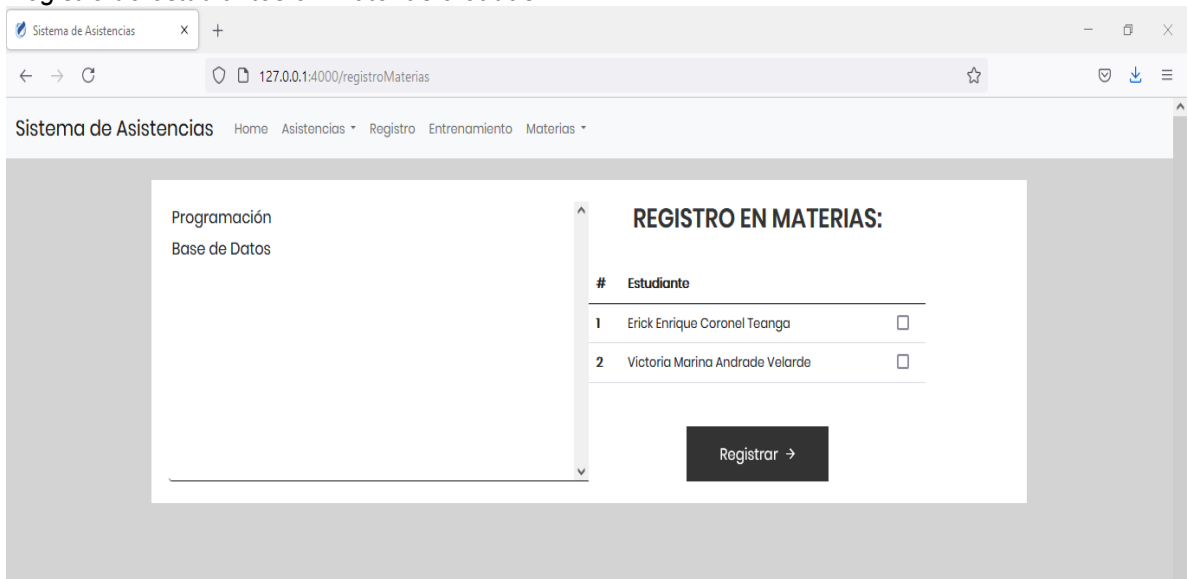 Sistema de Asistencias
127.0.0.1:4000/registroMaterias
Sistema de Asistencias Home Asistencias Registro Entrenamiento Materias
Programación
Base de Datos
REGISTRO EN MATERIAS:
# Estudiante
1 Erick Enrique Coronel Teanga
2 Victoria Marina Andrade Velarde
Registrar →